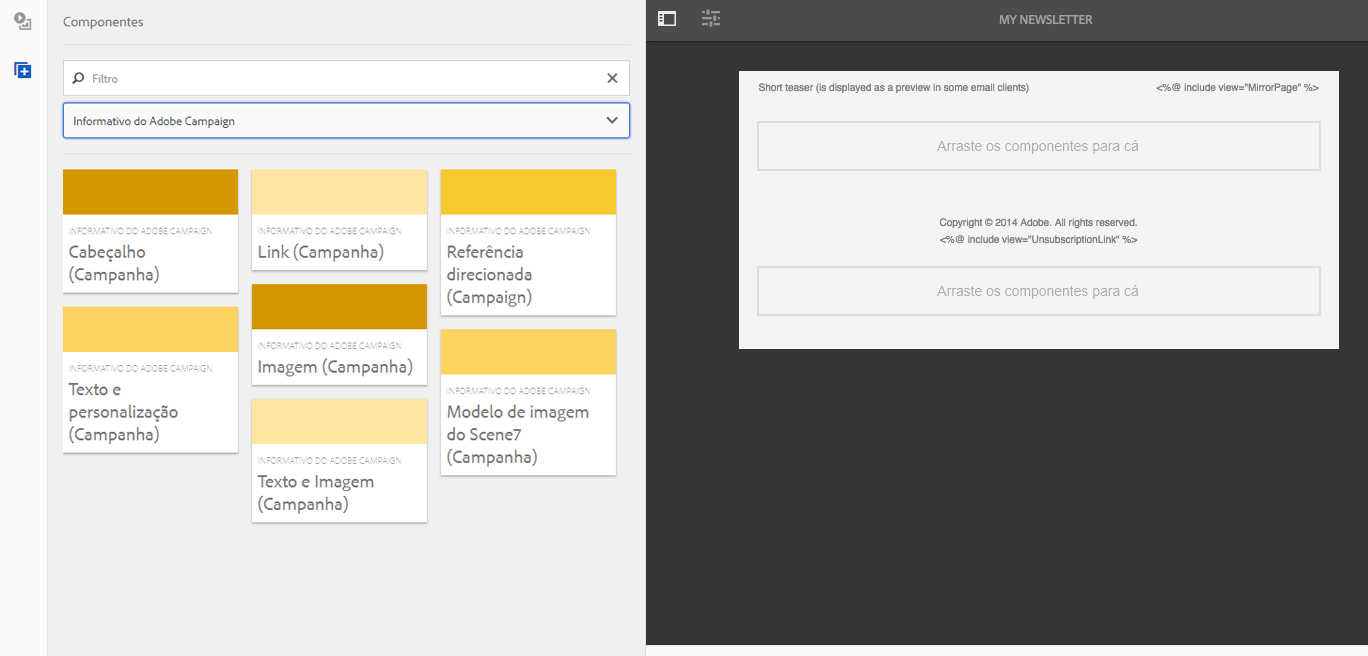 Componentes
Filtro
Informativo do Adobe Campaign
INFORMATIVO DO ADOBE CAMPAIGN
Cabeçalho
(Campanha)
INFORMATIVO DO ADOBE CAMPAIGN
Texto e
personalização
(Campanha)
INFORMATIVO DO ADOBE CAMPAIGN
Link (Campanha)
INFORMATIVO DO ADOBE CAMPAIGN
Imagem (Campanha)
INFORMATIVO DO ADOBE CAMPAIGN
Texto e Imagem
(Campanha)
INFORMATIVO DO ADOBE CAMPAIGN
Referência
direcionada
(Campaign)
INFORMATIVO DO ADOBE CAMPAIGN
Modelo de imagem
do Scene7
(Campanha)
MY NEWSLETTER
Short teaser (is displayed as a preview in some email clients) <%@ include view="MirrorPage" %>
Arraste os componentes para cá
Copyright © 2014 Adobe. All rights reserved.
<%@ include view="UnsubscriptionLink" %>
Arraste os componentes para cá